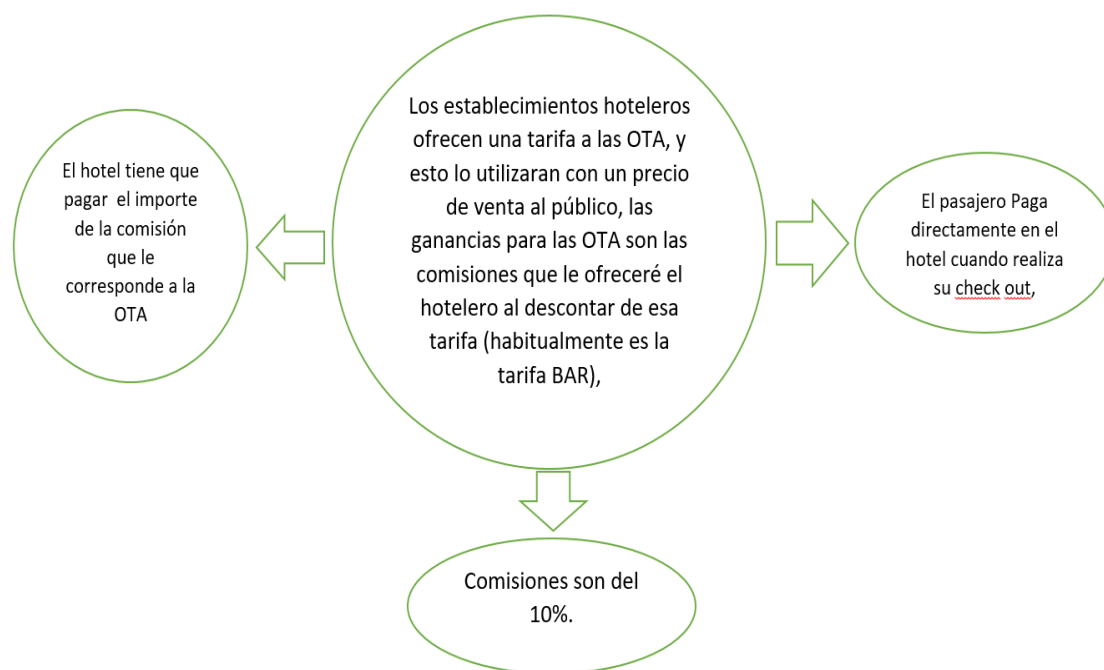 Los establecimientos hoteleros
ofrecen una tarifa a las OTA, y
esto lo utilizaran con un precio
de venta al público, las
ganancias para las OTA son las
comisiones que le ofreceré el
hotelero al descontar de esa
tarifa (habitualmente es la
tarifa BAR),
El hotel tiene que
pagar el importe
de la comisión
que le
corresponde a la
OTA
El pasajero Paga
directamente en el
hotel cuando realiza
su check out,
Comisiones son del
10%.